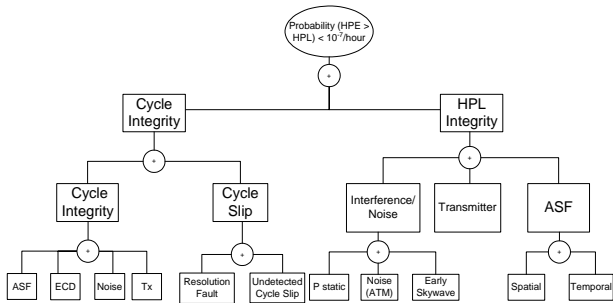 Probability (HPE >
HPL) < 10⁻⁷/hour
+
Cycle
Integrity
HPL
Integrity
+
+
Cycle
Integrity
Cycle
Slip
Interference/
Noise
Transmitter
ASF
+
+
+
+
ASF
ECD
Noise
Tx
Resolution
Fault
Undetected
Cycle Slip
P static
Noise
(ATM)
Early
Skywave
Spatial
Temporal